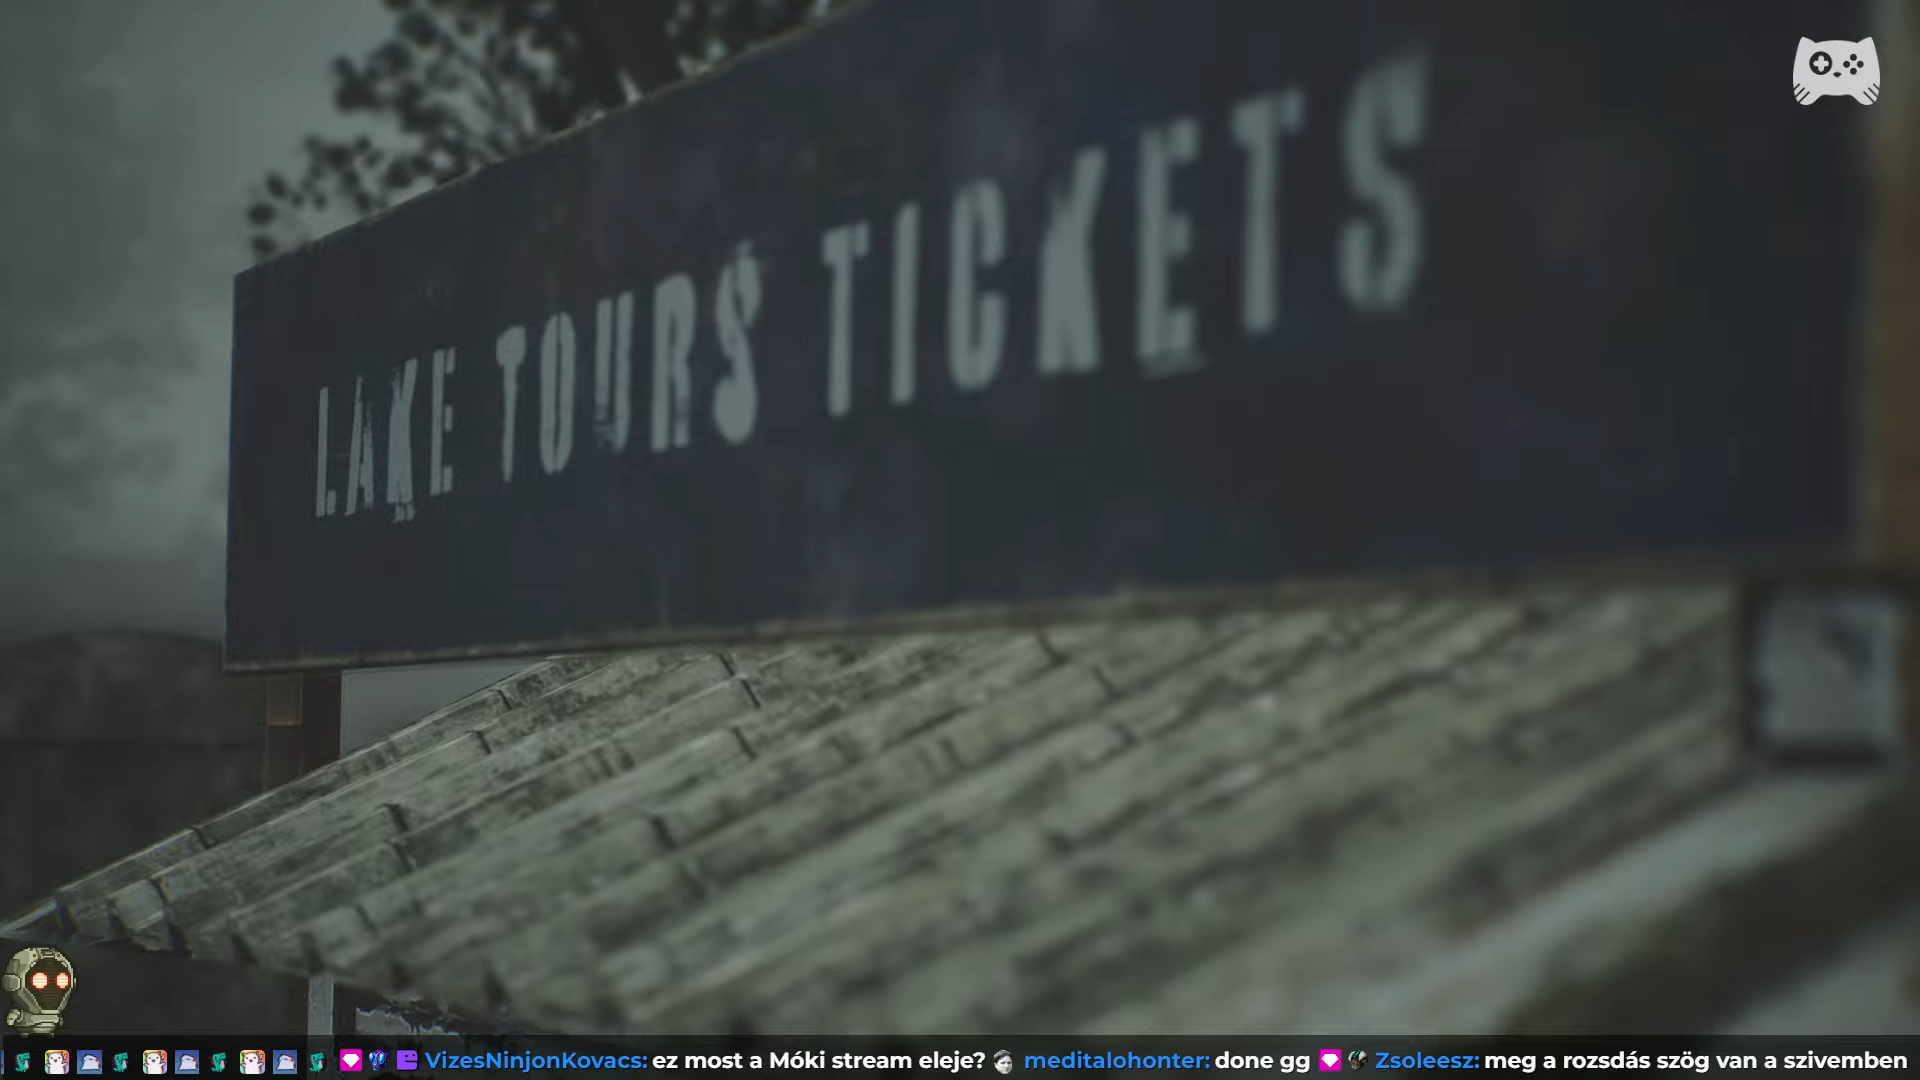 LAKE TOURS TICKETS
VizesNinjonKovacs: ez most a Móki stream eleje? meditalohonter: done gg Zsoleesz: meg a rozsdás szög van a szivemben